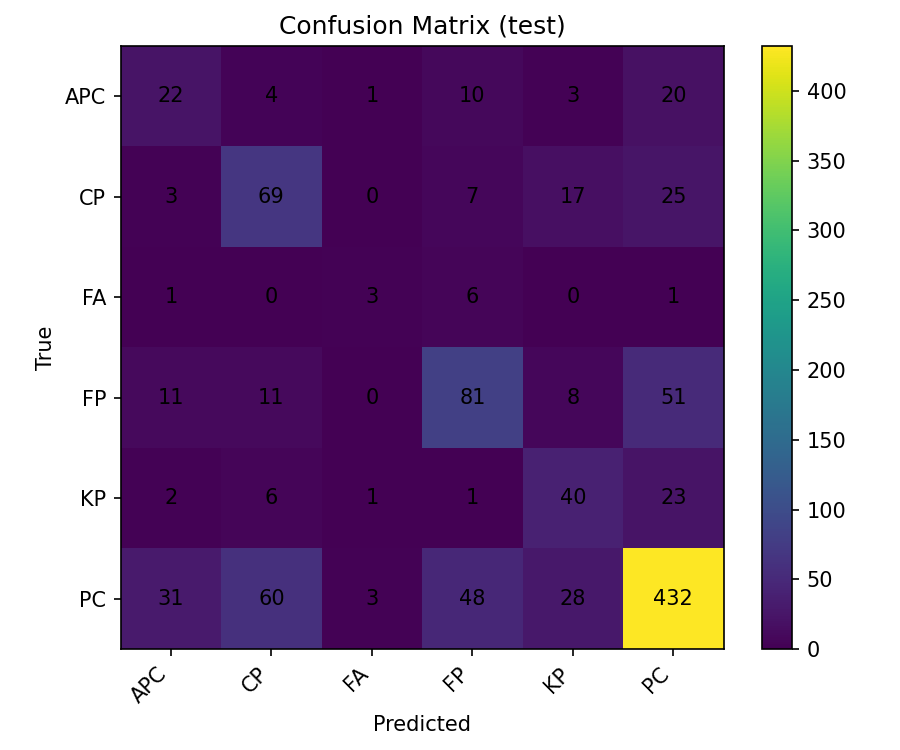 Confusion Matrix (test)
APC 22 4 1 10 3 20
CP 3 69 0 7 17 25
FA 1 0 3 6 0 1
FP 11 11 0 81 8 51
KP 2 6 1 1 40 23
PC 31 60 3 48 28 432
True
APC CP FA FP KP PC
Predicted
400
350
300
250
200
150
100
50
0